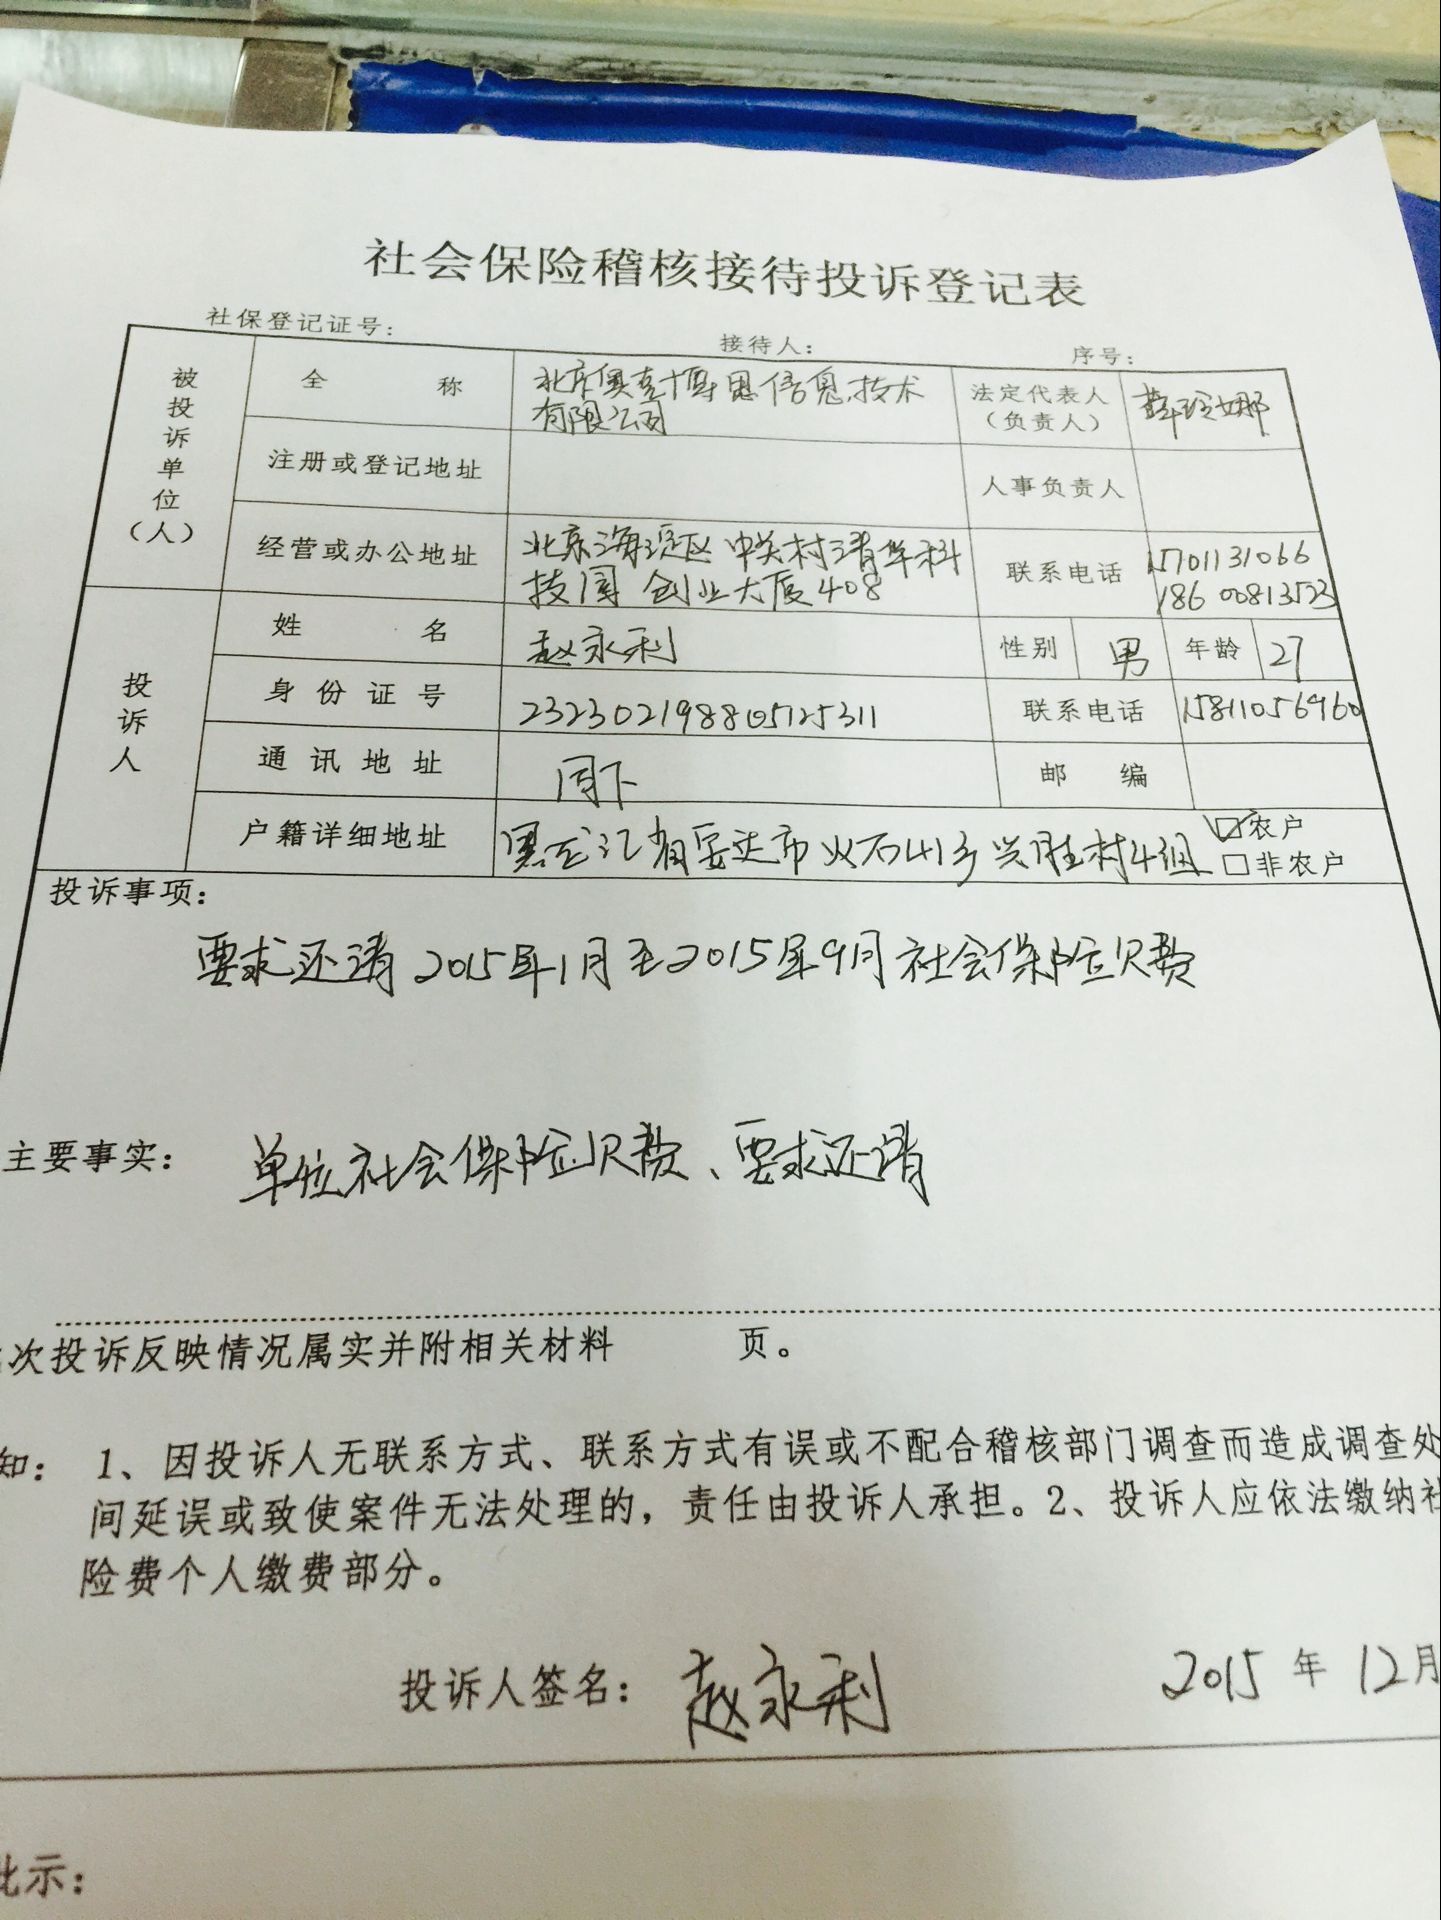 社会保险稽核接待投诉登记表
社保登记证号： 接待人： 序号：
被投诉单位（人）
全 称 北京奥克博思信息技术有限公司 法定代表人（负责人）
注册或登记地址 人事负责人
经营或办公地址 北京海淀区中关村清华科技园 创业大厦408 联系电话 15701131066 18600813523
投诉人
姓 名 赵永利 性别 男 年龄 27
身份证号 232302198805125311 联系电话 15811056960
通讯地址 同下 邮 编
户籍详细地址 黑龙江省安达市火石山乡兴胜村4组 ☑农户 □非农户
投诉事项：
要求还清2015年1月至2015年9月社会保险欠费
主要事实： 单位社会保险欠费、要求还清
次投诉反映情况属实并附相关材料 页。
知： 1、因投诉人无联系方式、联系方式有误或不配合稽核部门调查而造成调查处
间延误或致使案件无法处理的，责任由投诉人承担。2、投诉人应依法缴纳社
险费个人缴费部分。
投诉人签名： 赵永利 2015 年 12月
批示：